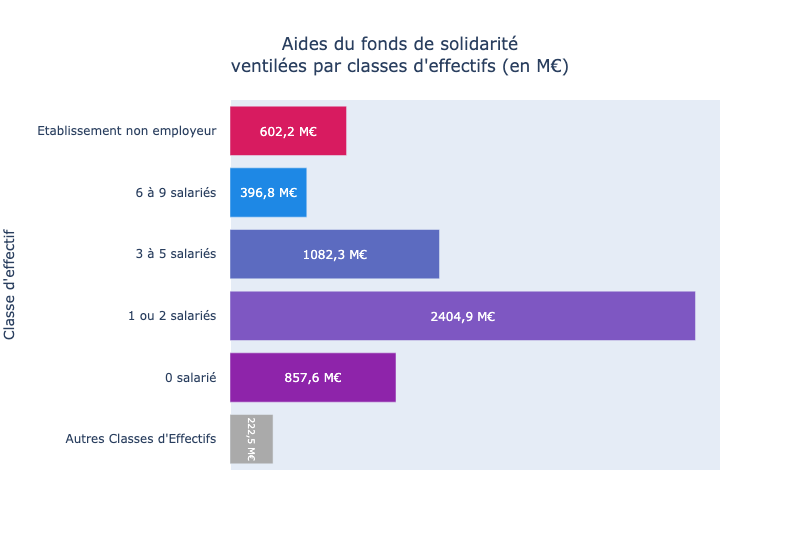 Aides du fonds de solidarité
ventilées par classes d'effectifs (en M€)
Classe d'effectif
Etablissement non employeur
602,2 M€
6 à 9 salariés
396,8 M€
3 à 5 salariés
1082,3 M€
1 ou 2 salariés
2404,9 M€
0 salarié
857,6 M€
Autres Classes d'Effectifs
222,5 M€